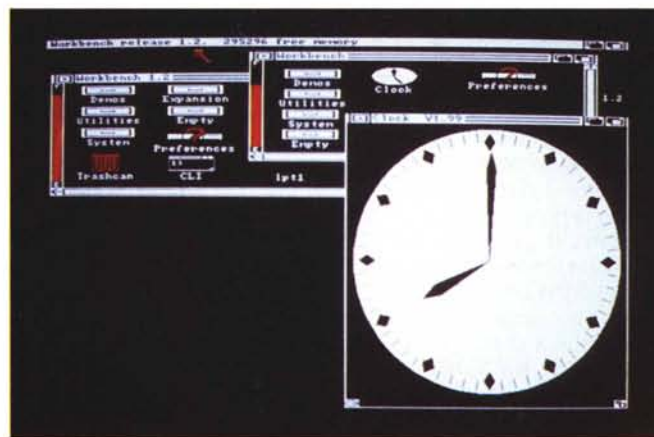 Workbench release 1.2. 295296 free memory
Workbench 1.2
Demos
Expansion
Utilities
Empty
System
Preferences
Trashcan
CLI
Workbench
Demos
Clock
Preferences
Utilities
System
Empty
lpt1
1.2
Clock V1.99